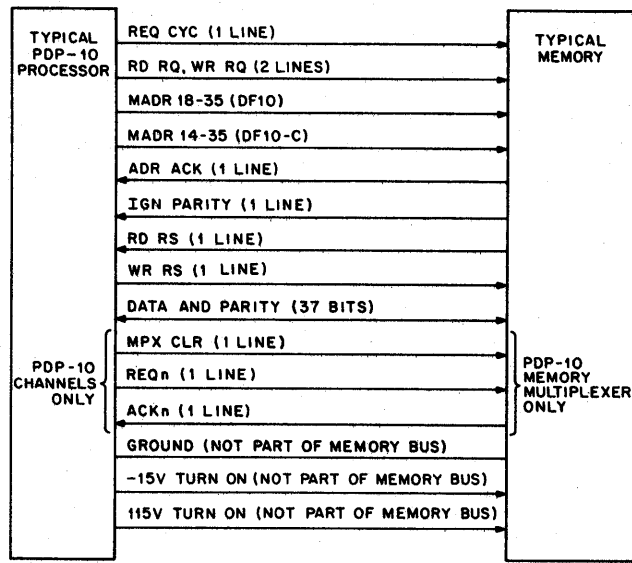 TYPICAL
PDP-10
PROCESSOR
TYPICAL
MEMORY
REQ CYC (1 LINE)
RD RQ, WR RQ (2 LINES)
MADR 18-35 (DF10)
MADR 14-35 (DF10-C)
ADR ACK (1 LINE)
IGN PARITY (1 LINE)
RD RS (1 LINE)
WR RS (1 LINE)
DATA AND PARITY (37 BITS)
MPX CLR (1 LINE)
REQn (1 LINE)
ACKn (1 LINE)
PDP-10
CHANNELS
ONLY
PDP-10
MEMORY
MULTIPLEXER
ONLY
GROUND (NOT PART OF MEMORY BUS)
-15V TURN ON (NOT PART OF MEMORY BUS)
115V TURN ON (NOT PART OF MEMORY BUS)